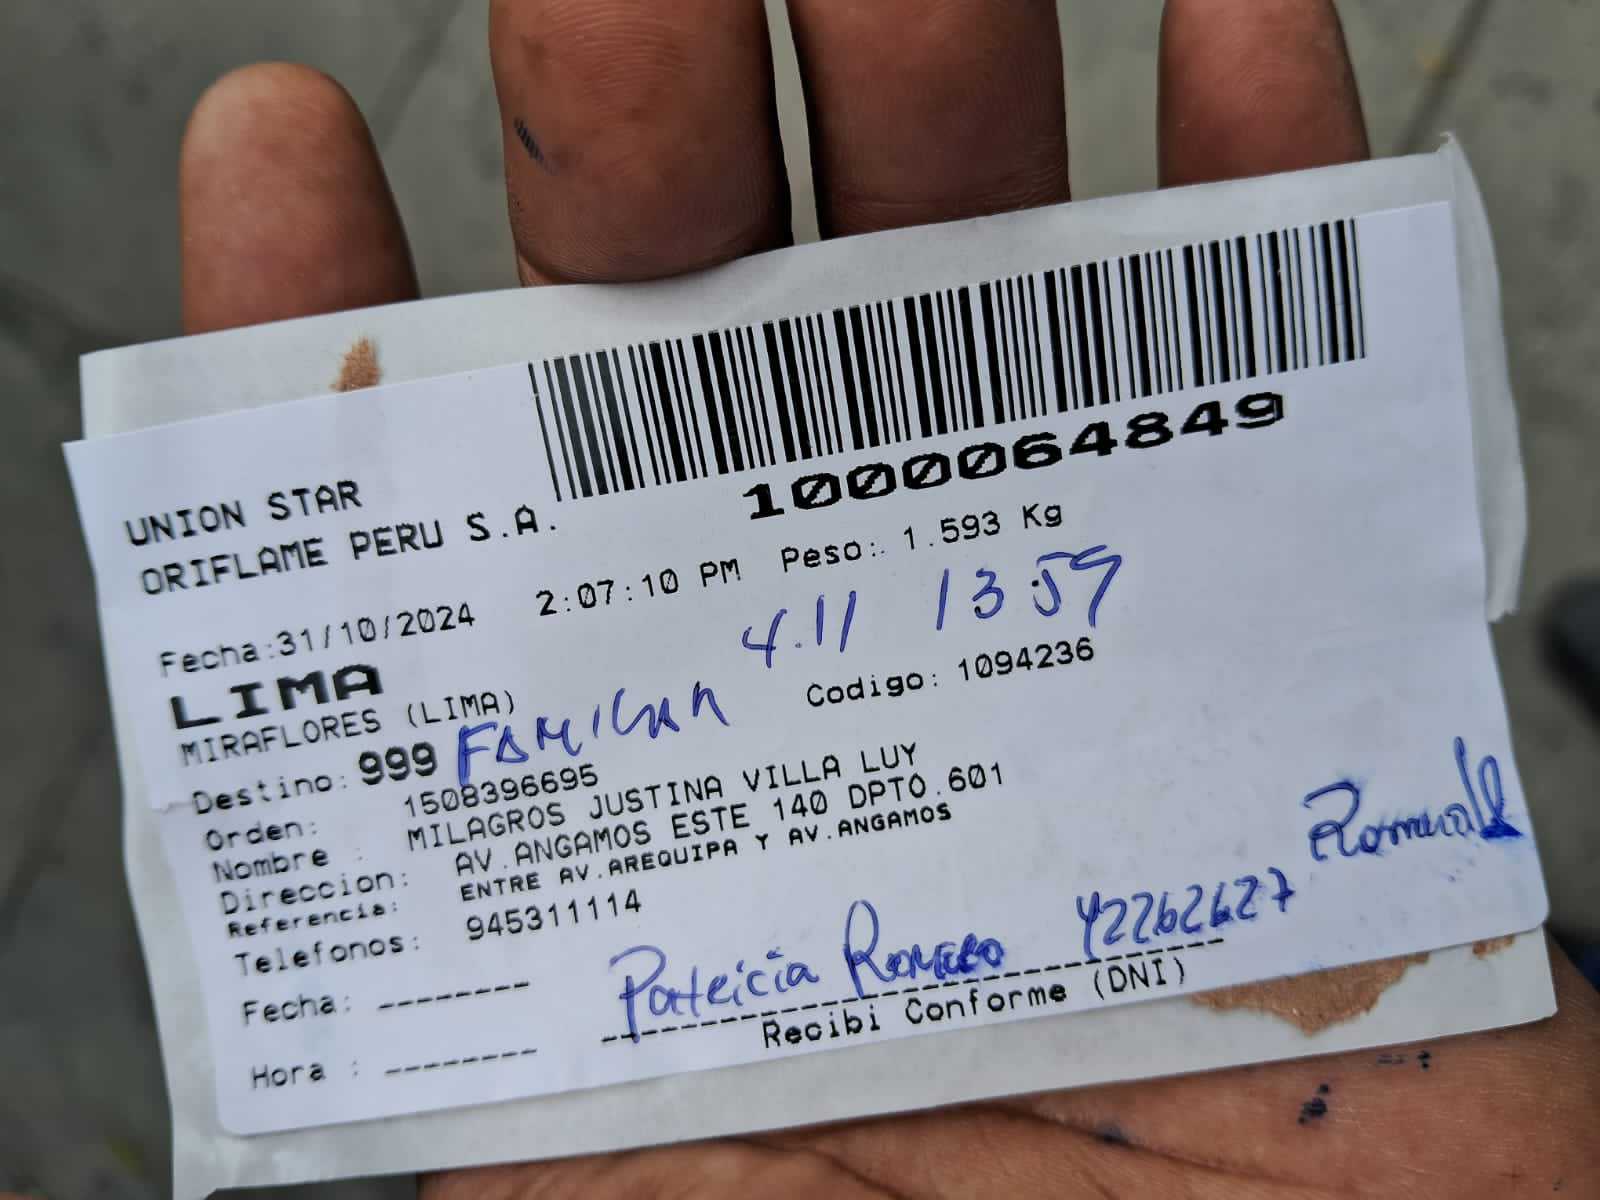 1000064849
UNION STAR
ORIFLAME PERU S.A.
Fecha:31/10/2024 2:07:10 PM Peso:. 1.593 Kg
LIMA 4.11 13:59
MIRAFLORES (LIMA) Codigo: 1094236
Destino: 999 FAMILIAR
Orden: 1508396695
Nombre : MILAGROS JUSTINA VILLA LUY
Direccion: AV.ANGAMOS ESTE 140 DPTO.601
Referencia: ENTRE AV.AREQUIPA Y AV.ANGAMOS
Telefonos: 945311114
Fecha: -------- Patricia Romero 42262627
Hora : -------- Recibi Conforme (DNI)